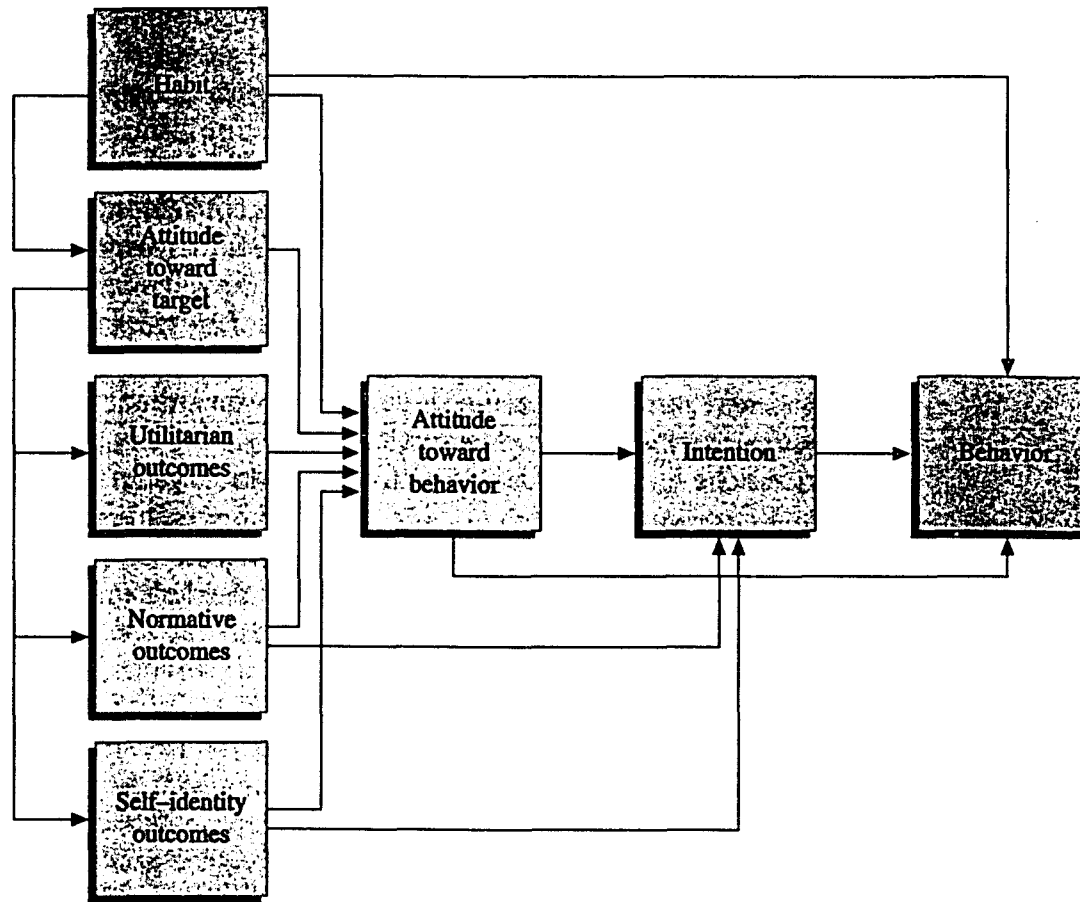 Habit
Attitude
toward
target
Utilitarian
outcomes
Attitude
toward
behavior
Intention
Behavior
Normative
outcomes
Self-identity
outcomes